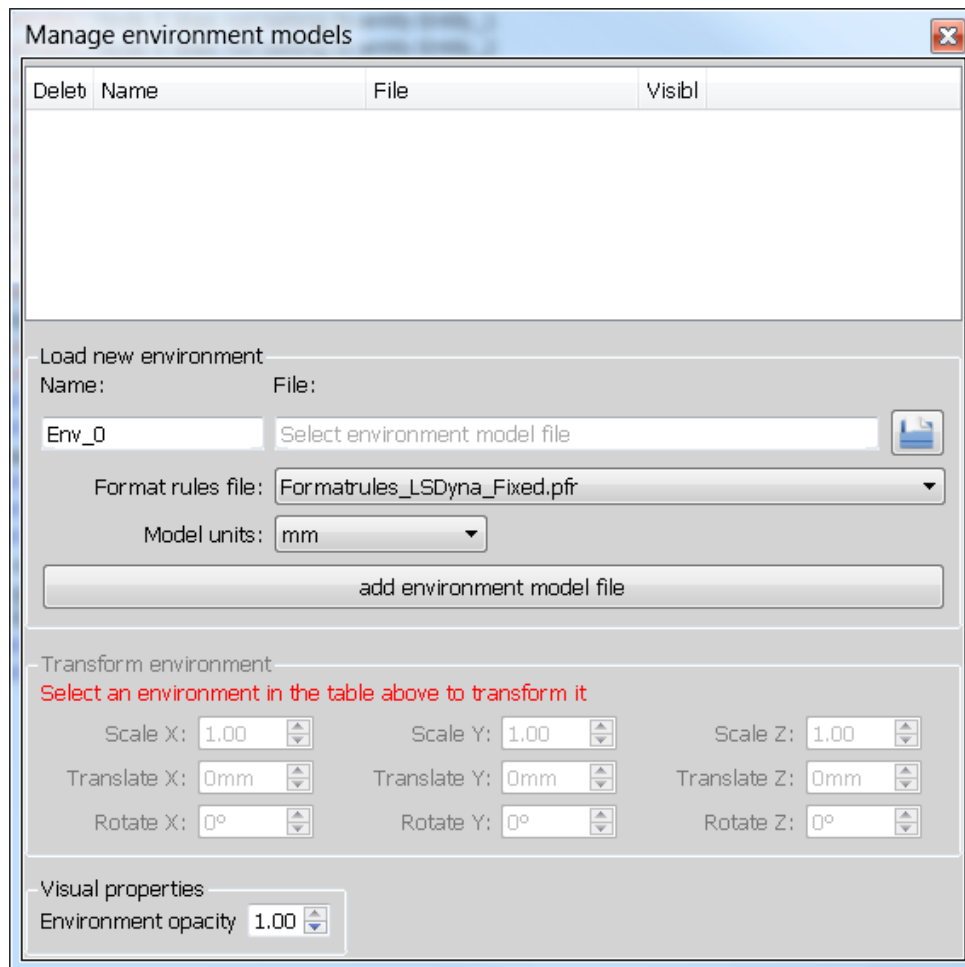 Manage environment models
Delet Name File Visibl
Load new environment
Name: File:
Env_0 Select environment model file
Format rules file: Formatrules_LSDyna_Fixed.pfr
Model units: mm
add environment model file
Transform environment
Select an environment in the table above to transform it
Scale X: 1.00 Scale Y: 1.00 Scale Z: 1.00
Translate X: 0mm Translate Y: 0mm Translate Z: 0mm
Rotate X: 0° Rotate Y: 0° Rotate Z: 0°
Visual properties
Environment opacity 1.00